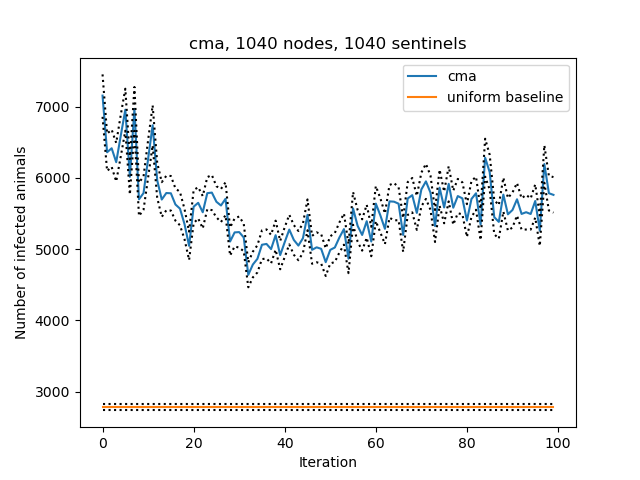 cma, 1040 nodes, 1040 sentinels
cma
uniform baseline
7000
6000
5000
4000
3000
Number of infected animals
0 20 40 60 80 100
Iteration